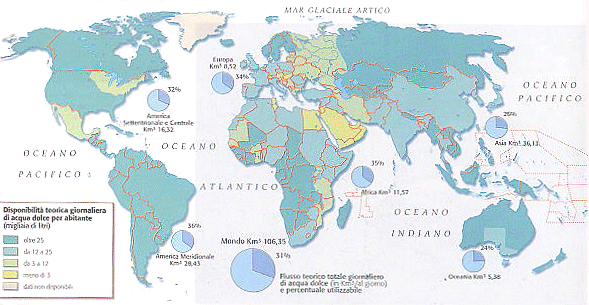 MAR GLACIALE ARTICO
Europa
Km³ 8,52
34%
32%
America
Settentrionale e Centrale
Km³ 16,32
OCEANO
PACIFICO
26%
Asia Km³ 36,13
OCEANO
PACIFICO
OCEANO
ATLANTICO
35%
Africa Km³ 11,57
OCEANO
INDIANO
Disponibilità teorica giornaliera
di acqua dolce per abitante
(migliaia di litri)
oltre 25
da 12 a 25
da 3 a 12
meno di 3
dati non disponibili
36%
America Meridionale
Km³ 28,43
Mondo Km³ 106,35
31%
Flusso teorico totale giornaliero
di acqua dolce (in Km³/al giorno)
e percentuale utilizzabile
24%
Oceania Km³ 5,38